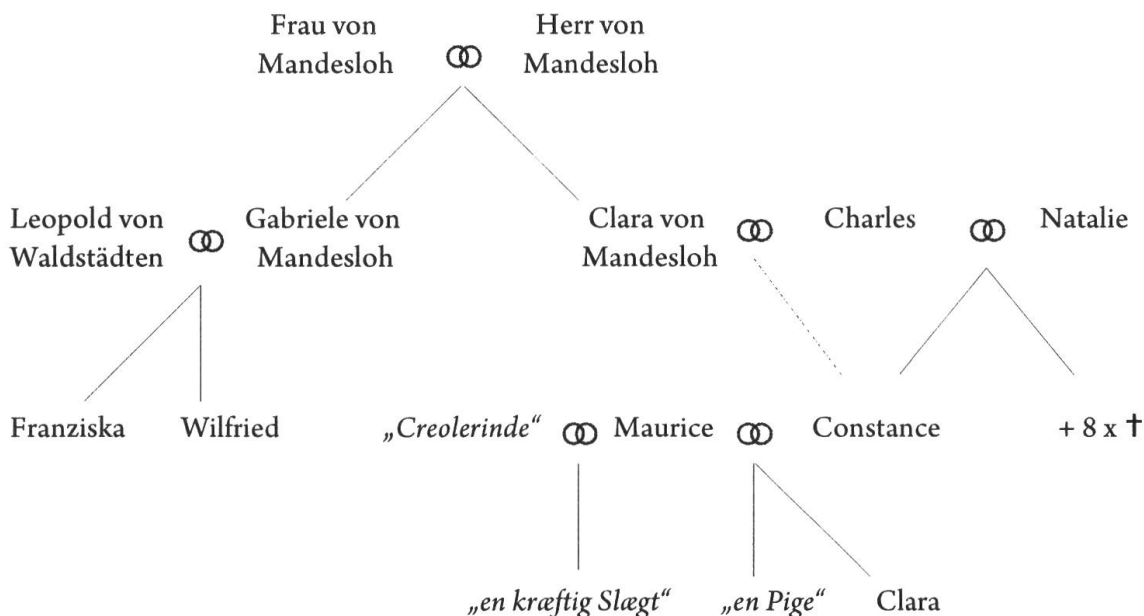 Frau von Herr von
Mandesloh Mandesloh
Leopold von Gabriele von Clara von Charles Natalie
Waldstädten Mandesloh Mandesloh
Franziska Wilfried „Creolerinde“ Maurice Constance + 8 x †
„en kræftig Slægt“ „en Pige“ Clara